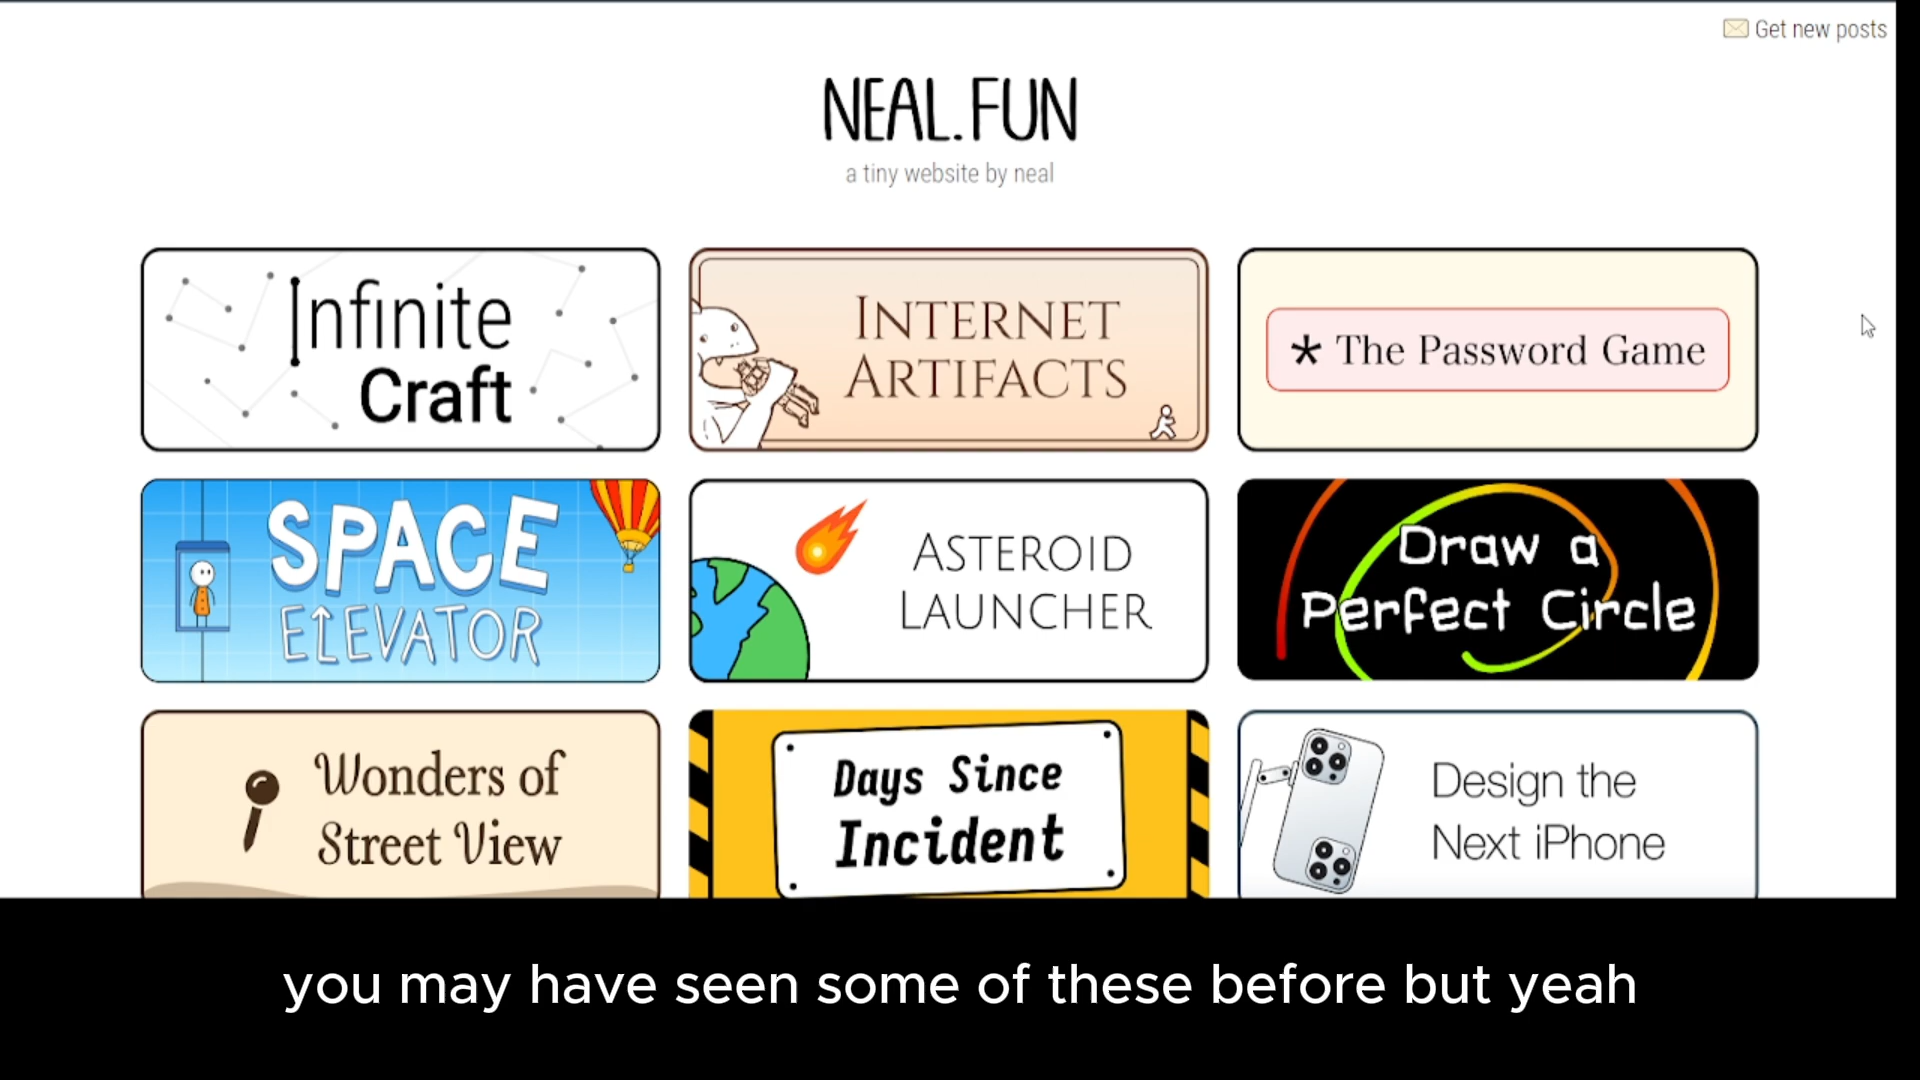 Get new posts
NEAL.FUN
a tiny website by neal
Infinite
Craft
INTERNET
ARTIFACTS
* The Password Game
SPACE
ELEVATOR
ASTEROID
LAUNCHER
Draw a
Perfect Circle
Wonders of
Street View
Days Since
Incident
Design the
Next iPhone
you may have seen some of these before but yeah